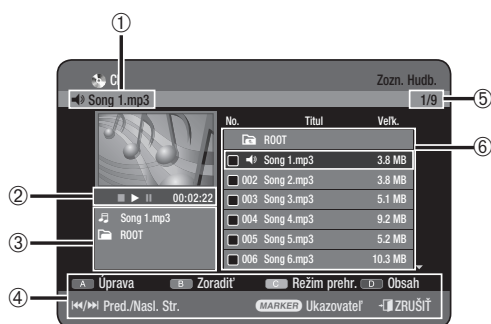 ①
C
Zozn. Hudb.
Song 1.mp3
1/9
⑤
No. Titul Veľk.
ROOT
⑥
Song 1.mp3 3.8 MB
002 Song 2.mp3 3.8 MB
②
00:02:22
003 Song 3.mp3 5.1 MB
③
Song 1.mp3
ROOT
004 Song 4.mp3 9.2 MB
005 Song 5.mp3 5.2 MB
006 Song 6.mp3 10.3 MB
④
A Úprava B Zoradiť C Režim prehr. D Obsah
Pred./Nasl. Str. MARKER Ukazovateľ ZRUŠIŤ